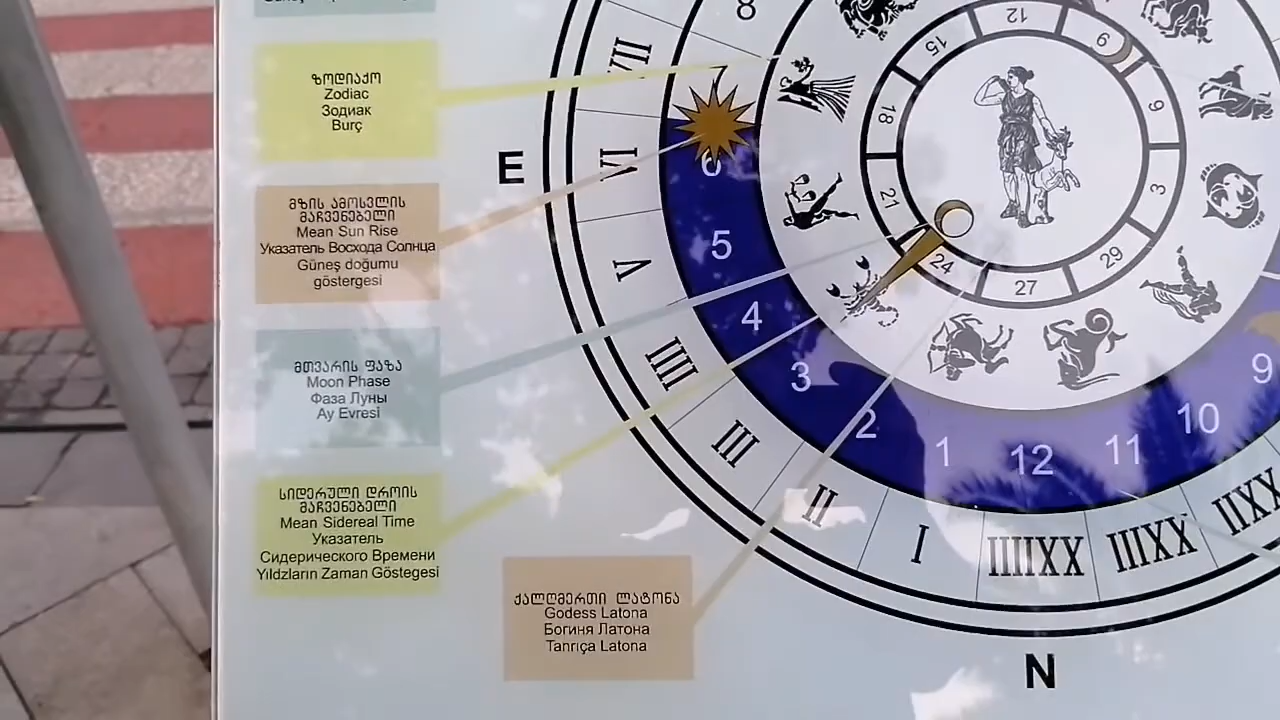 ზოდიაქო
Zodiac
Зодиак
Burç
მზის ამოსვლის
მაჩვენებელი
Mean Sun Rise
Указатель Восхода Солнца
Güneş doğumu
göstergesi
მთვარის ფაზა
Moon Phase
Фаза Луны
Ay Evresi
სიდერული დროის
მაჩვენებელი
Mean Sidereal Time
Указатель
Сидерического Времени
Yıldzların Zaman Göstegesi
ქალღმერთი ლატონა
Godess Latona
Богиня Латона
Tanrıça Latona
E
N
8
7
6
5
4
3
2
1
12
11
10
9
VII
VI
V
IIII
III
II
I
IIIIXX
IIIXX
IIXX
12
15
18
21
24
27
29
3
6
9